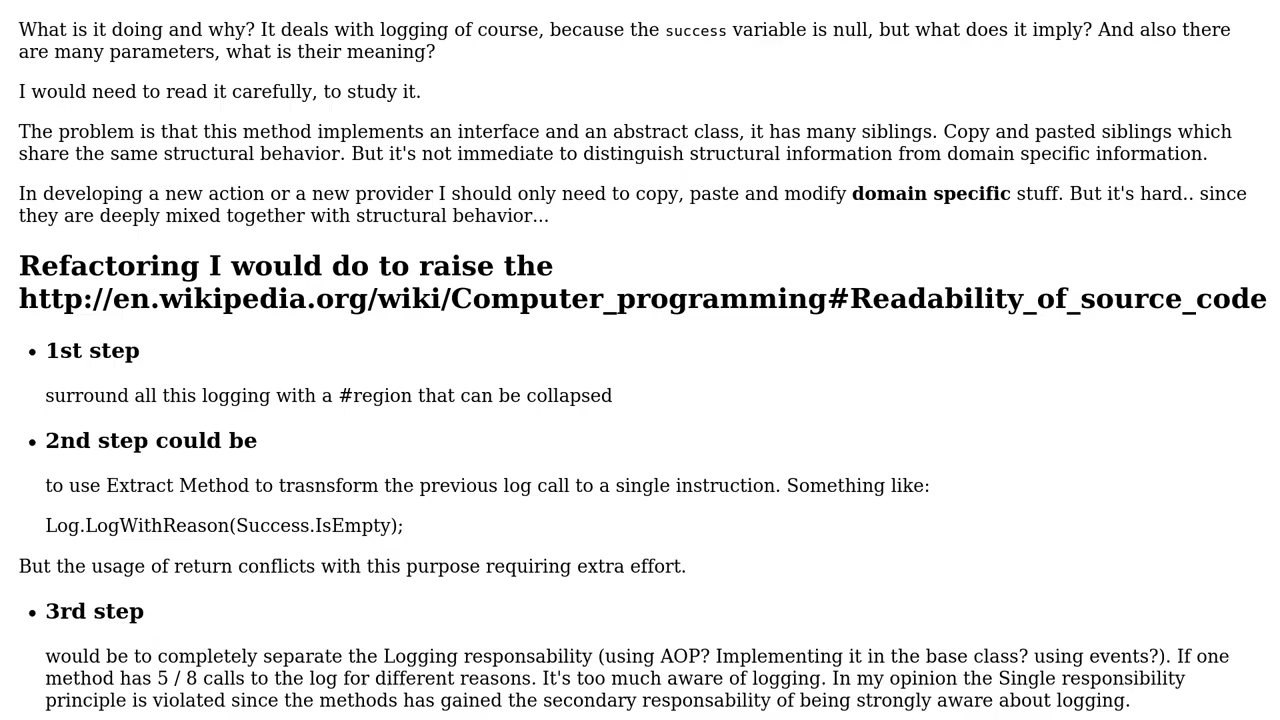 What is it doing and why? It deals with logging of course, because the success variable is null, but what does it imply? And also there
are many parameters, what is their meaning?
I would need to read it carefully, to study it.
The problem is that this method implements an interface and an abstract class, it has many siblings. Copy and pasted siblings which
share the same structural behavior. But it's not immediate to distinguish structural information from domain specific information.
In developing a new action or a new provider I should only need to copy, paste and modify domain specific stuff. But it's hard.. since
they are deeply mixed together with structural behavior...
Refactoring I would do to raise the
http://en.wikipedia.org/wiki/Computer_programming#Readability_of_source_code
• 1st step
surround all this logging with a #region that can be collapsed
• 2nd step could be
to use Extract Method to trasnsform the previous log call to a single instruction. Something like:
Log.LogWithReason(Success.IsEmpty);
But the usage of return conflicts with this purpose requiring extra effort.
• 3rd step
would be to completely separate the Logging responsability (using AOP? Implementing it in the base class? using events?). If one
method has 5 / 8 calls to the log for different reasons. It's too much aware of logging. In my opinion the Single responsibility
principle is violated since the methods has gained the secondary responsability of being strongly aware about logging.